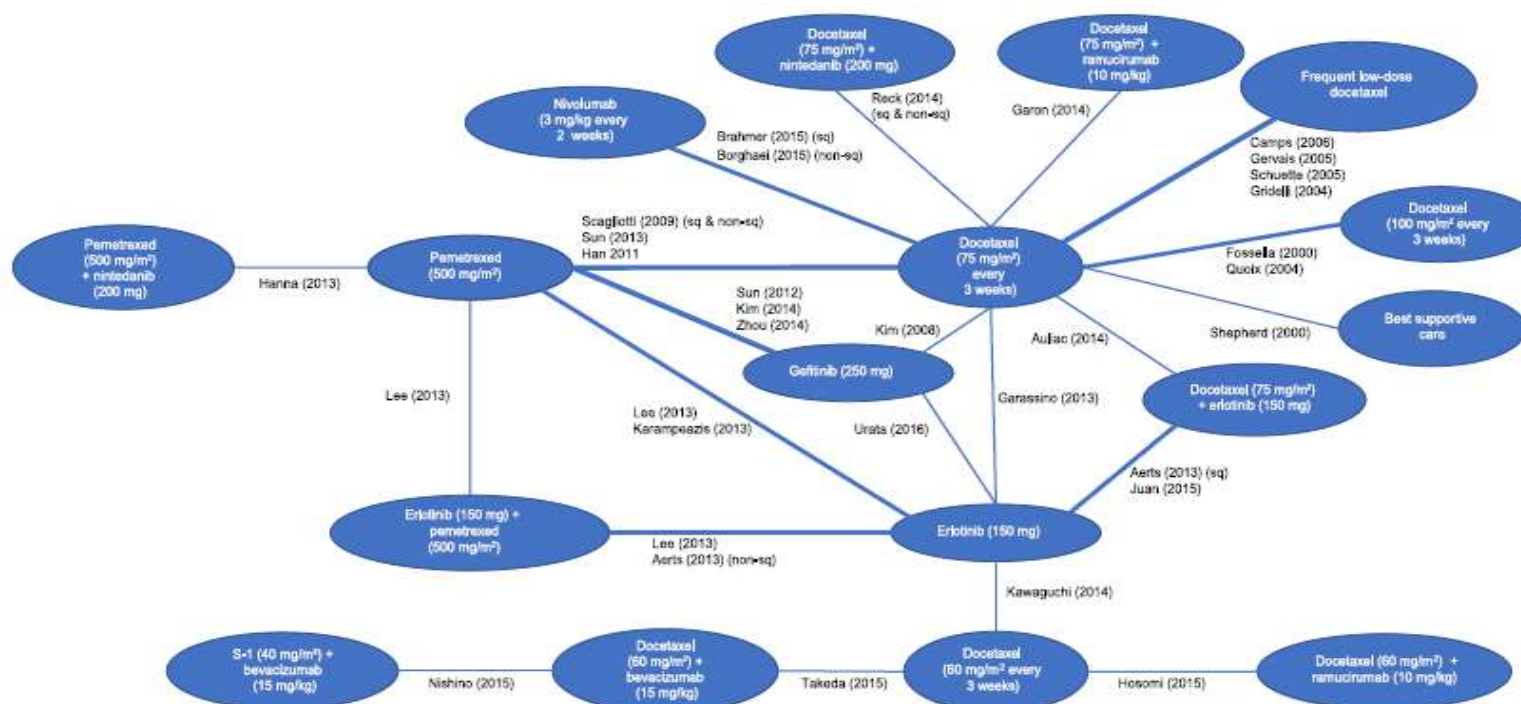 Docetaxel
(75 mg/m²) +
nintedanib (200 mg)
Docetaxel
(75 mg/m²) +
ramucirumab
(10 mg/kg)
Frequent low-dose
docetaxel
Nivolumab
(3 mg/kg every
2 weeks)
Reck (2014)
(sq & non-sq)
Garon (2014)
Brahmer (2015) (sq)
Borghaei (2015) (non-sq)
Camps (2006)
Gervais (2005)
Schuette (2005)
Gridelli (2004)
Docetaxel
(100 mg/m² every
3 weeks)
Pemetrexed
(500 mg/m²)
+ nintedanib
(200 mg)
Hanna (2013)
Pemetrexed
(500 mg/m²)
Scagliotti (2009) (sq & non-sq)
Sun (2013)
Han 2011
Docetaxel
(75 mg/m²)
every
3 weeks)
Fossella (2000)
Quoix (2004)
Sun (2012)
Kim (2014)
Zhou (2014)
Kim (2008)
Auliac (2014)
Shepherd (2000)
Best supportive
care
Gefitinib (250 mg)
Lee (2013)
Lee (2013)
Karampeazis (2013)
Urata (2016)
Garassino (2013)
Docetaxel (75 mg/m²)
+ erlotinib (150 mg)
Aerts (2013) (sq)
Juan (2015)
Erlotinib (150 mg) +
pemetrexed
(500 mg/m²)
Lee (2013)
Aerts (2013) (non-sq)
Erlotinib (150 mg)
Kawaguchi (2014)
S-1 (40 mg/m²) +
bevacizumab
(15 mg/kg)
Nishino (2015)
Docetaxel
(60 mg/m²) +
bevacizumab
(15 mg/kg)
Takeda (2015)
Docetaxel
(60 mg/m² every
3 weeks)
Hosomi (2015)
Docetaxel (60 mg/m²) +
ramucirumab (10 mg/kg)